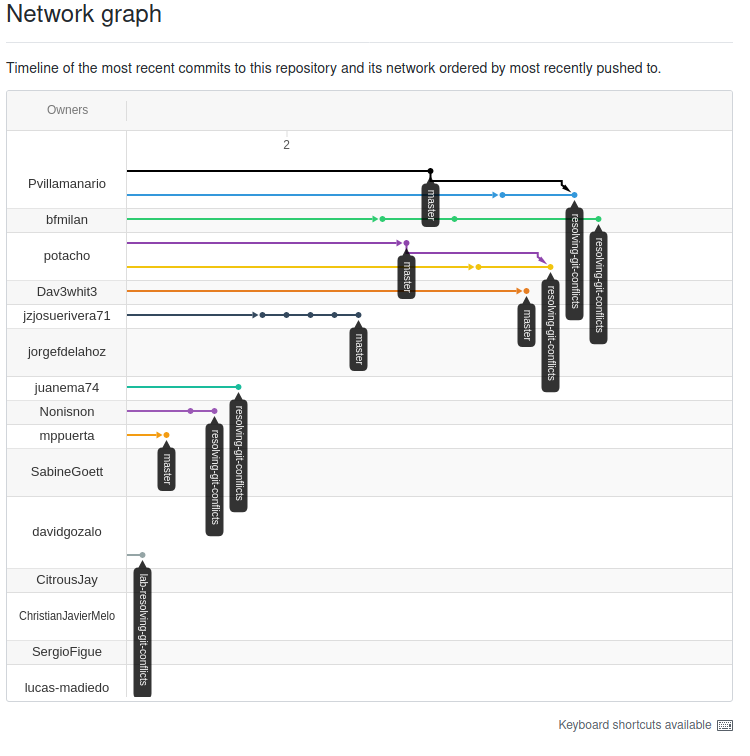 Network graph
Timeline of the most recent commits to this repository and its network ordered by most recently pushed to.
Owners
2
Pvillamanario
master
resolving-git-conflicts
bfmilan
resolving-git-conflicts
potacho
master
resolving-git-conflicts
Dav3whit3
master
jzjosuerivera71
master
jorgefdelahoz
juanema74
resolving-git-conflicts
Nonisnon
resolving-git-conflicts
mppuerta
master
SabineGoett
davidgozalo
lab-resolving-git-conflicts
CitrousJay
ChristianJavierMelo
SergioFigue
lucas-madiedo
Keyboard shortcuts available